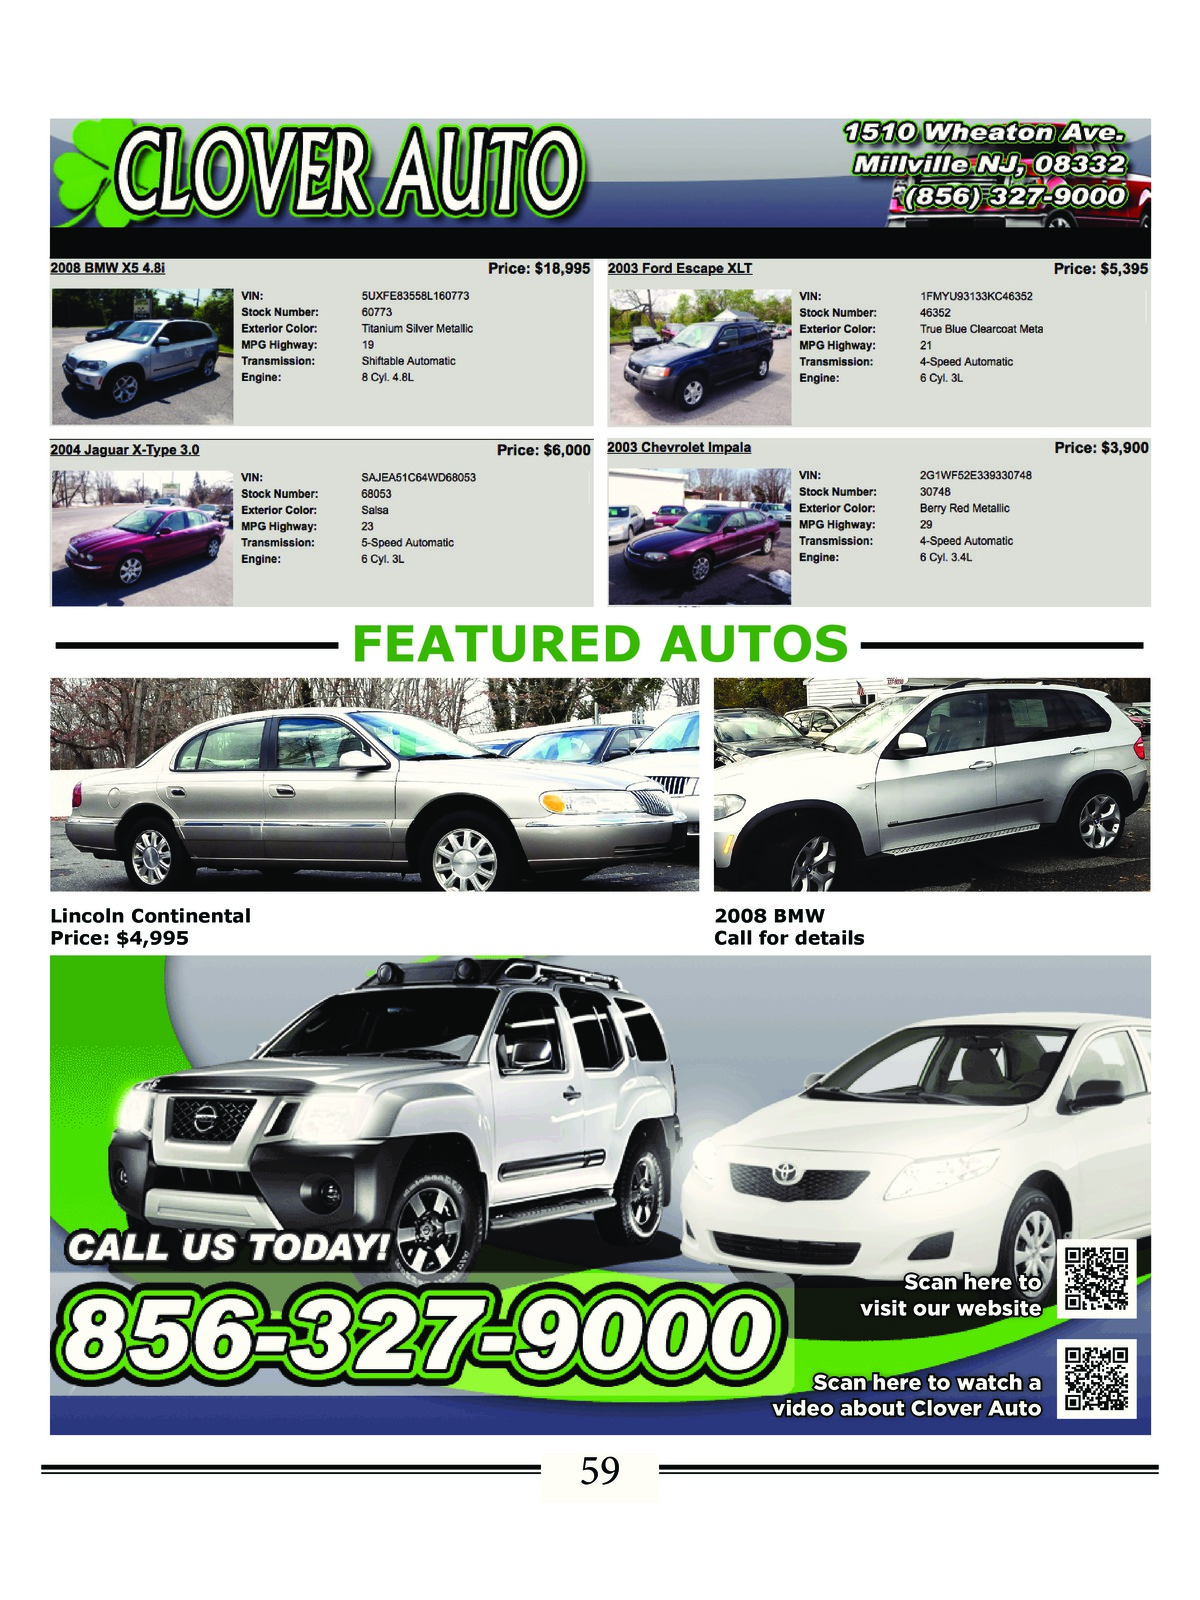 CLOVER AUTO
1510 Wheaton Ave.
Millville NJ, 08332
(856) 327-9000
2008 BMW X5 4.8i Price: $18,995
VIN: 5UXFE83558L160773
Stock Number: 60773
Exterior Color: Titanium Silver Metallic
MPG Highway: 19
Transmission: Shiftable Automatic
Engine: 8 Cyl. 4.8L
2003 Ford Escape XLT Price: $5,395
VIN: 1FMYU93133KC46352
Stock Number: 46352
Exterior Color: True Blue Clearcoat Meta
MPG Highway: 21
Transmission: 4-Speed Automatic
Engine: 6 Cyl. 3L
2004 Jaguar X-Type 3.0 Price: $6,000
VIN: SAJEA51C64WD68053
Stock Number: 68053
Exterior Color: Salsa
MPG Highway: 23
Transmission: 5-Speed Automatic
Engine: 6 Cyl. 3L
2003 Chevrolet Impala Price: $3,900
VIN: 2G1WF52E339330748
Stock Number: 30748
Exterior Color: Berry Red Metallic
MPG Highway: 29
Transmission: 4-Speed Automatic
Engine: 6 Cyl. 3.4L
FEATURED AUTOS
Lincoln Continental
Price: $4,995
2008 BMW
Call for details
CALL US TODAY!
856-327-9000
Scan here to
visit our website
Scan here to watch a
video about Clover Auto
59